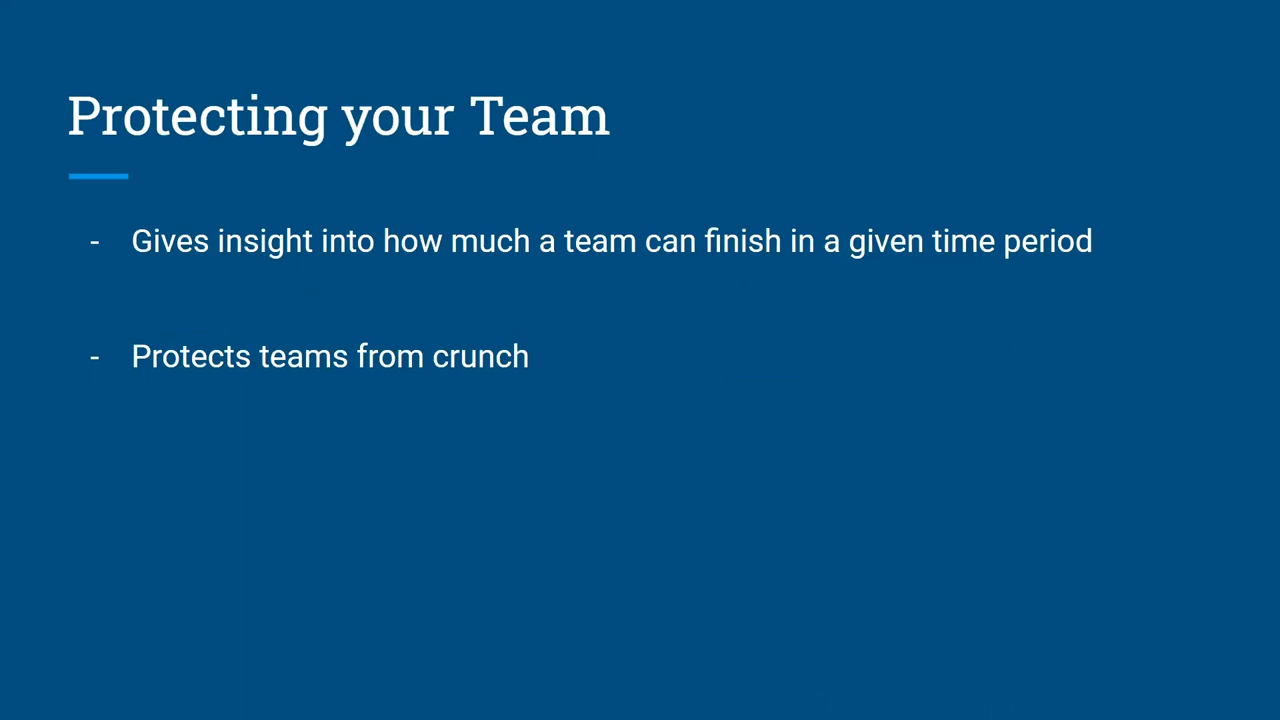 Protecting your Team
- Gives insight into how much a team can finish in a given time period
- Protects teams from crunch